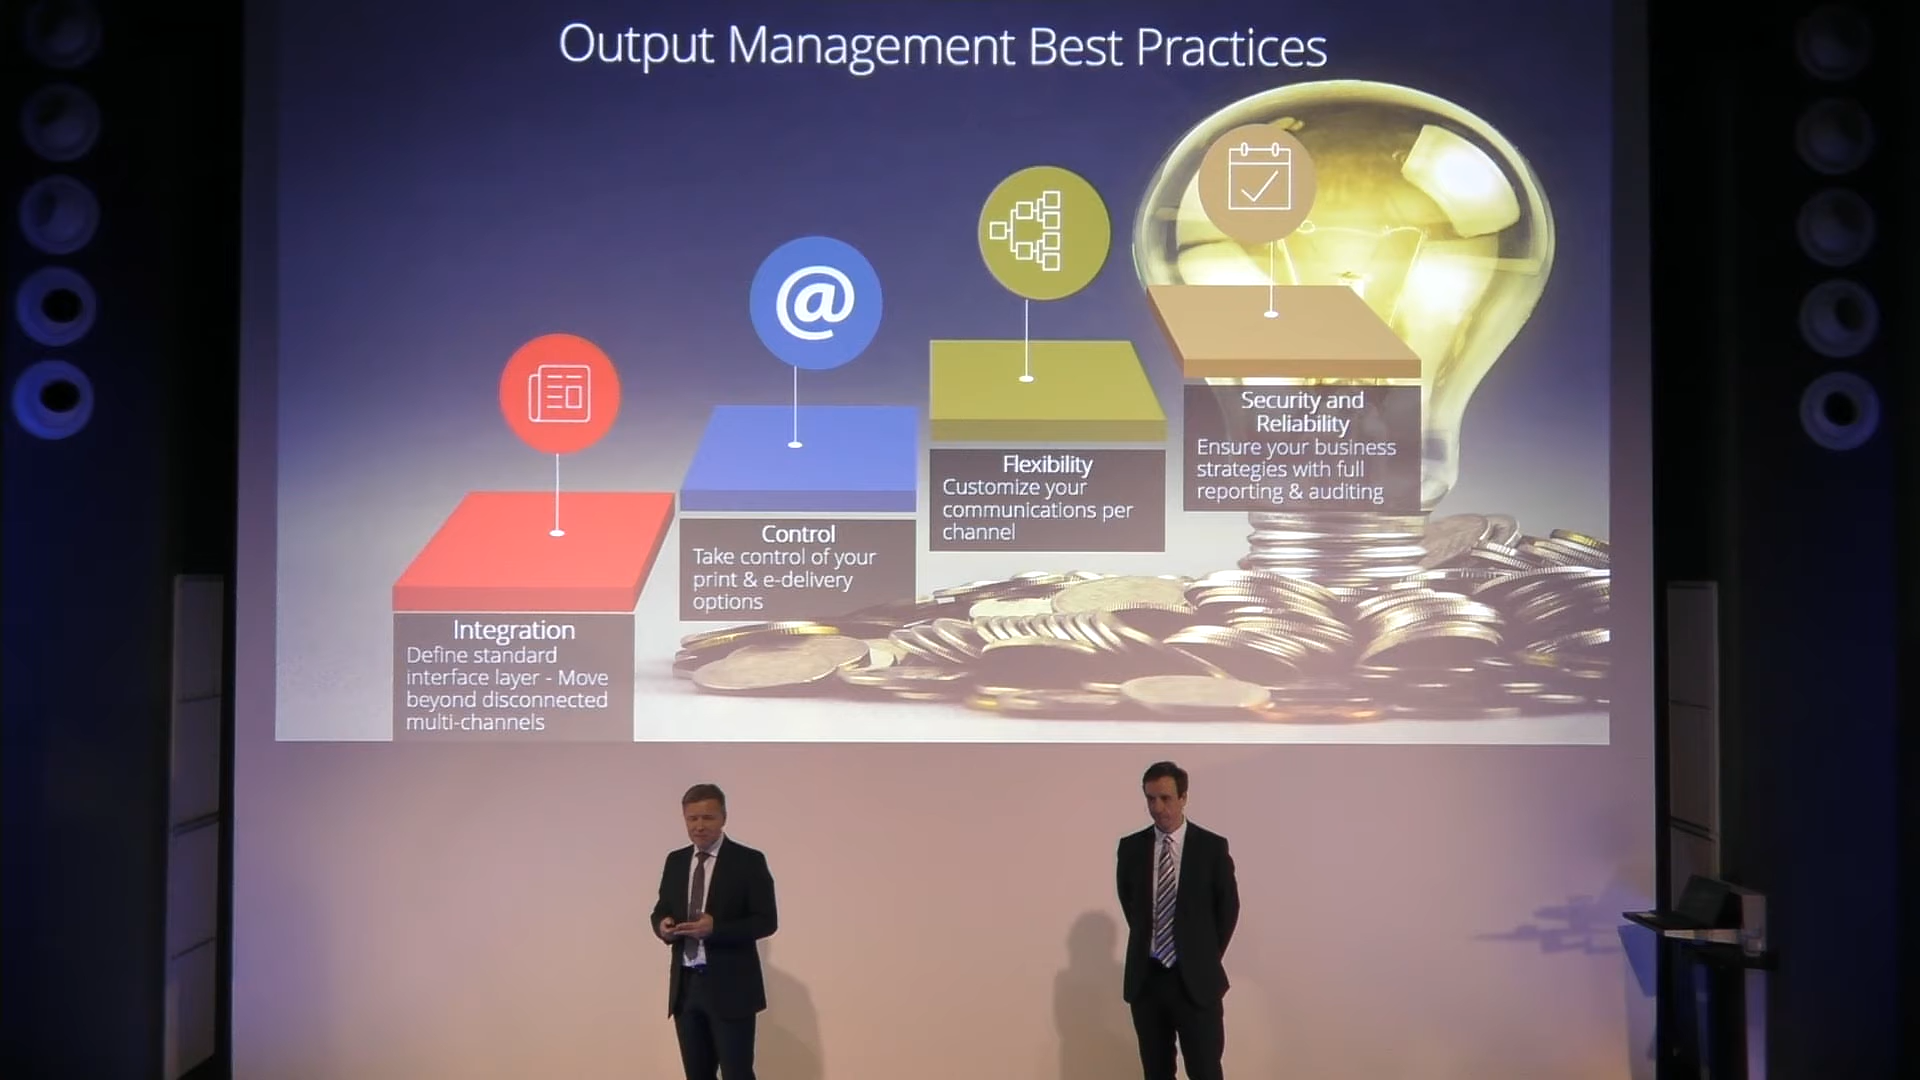 Output Management Best Practices
Integration
Define standard
interface layer - Move
beyond disconnected
multi-channels
@
Control
Take control of your
print & e-delivery
options
Flexibility
Customize your
communications per
channel
Security and
Reliability
Ensure your business
strategies with full
reporting & auditing